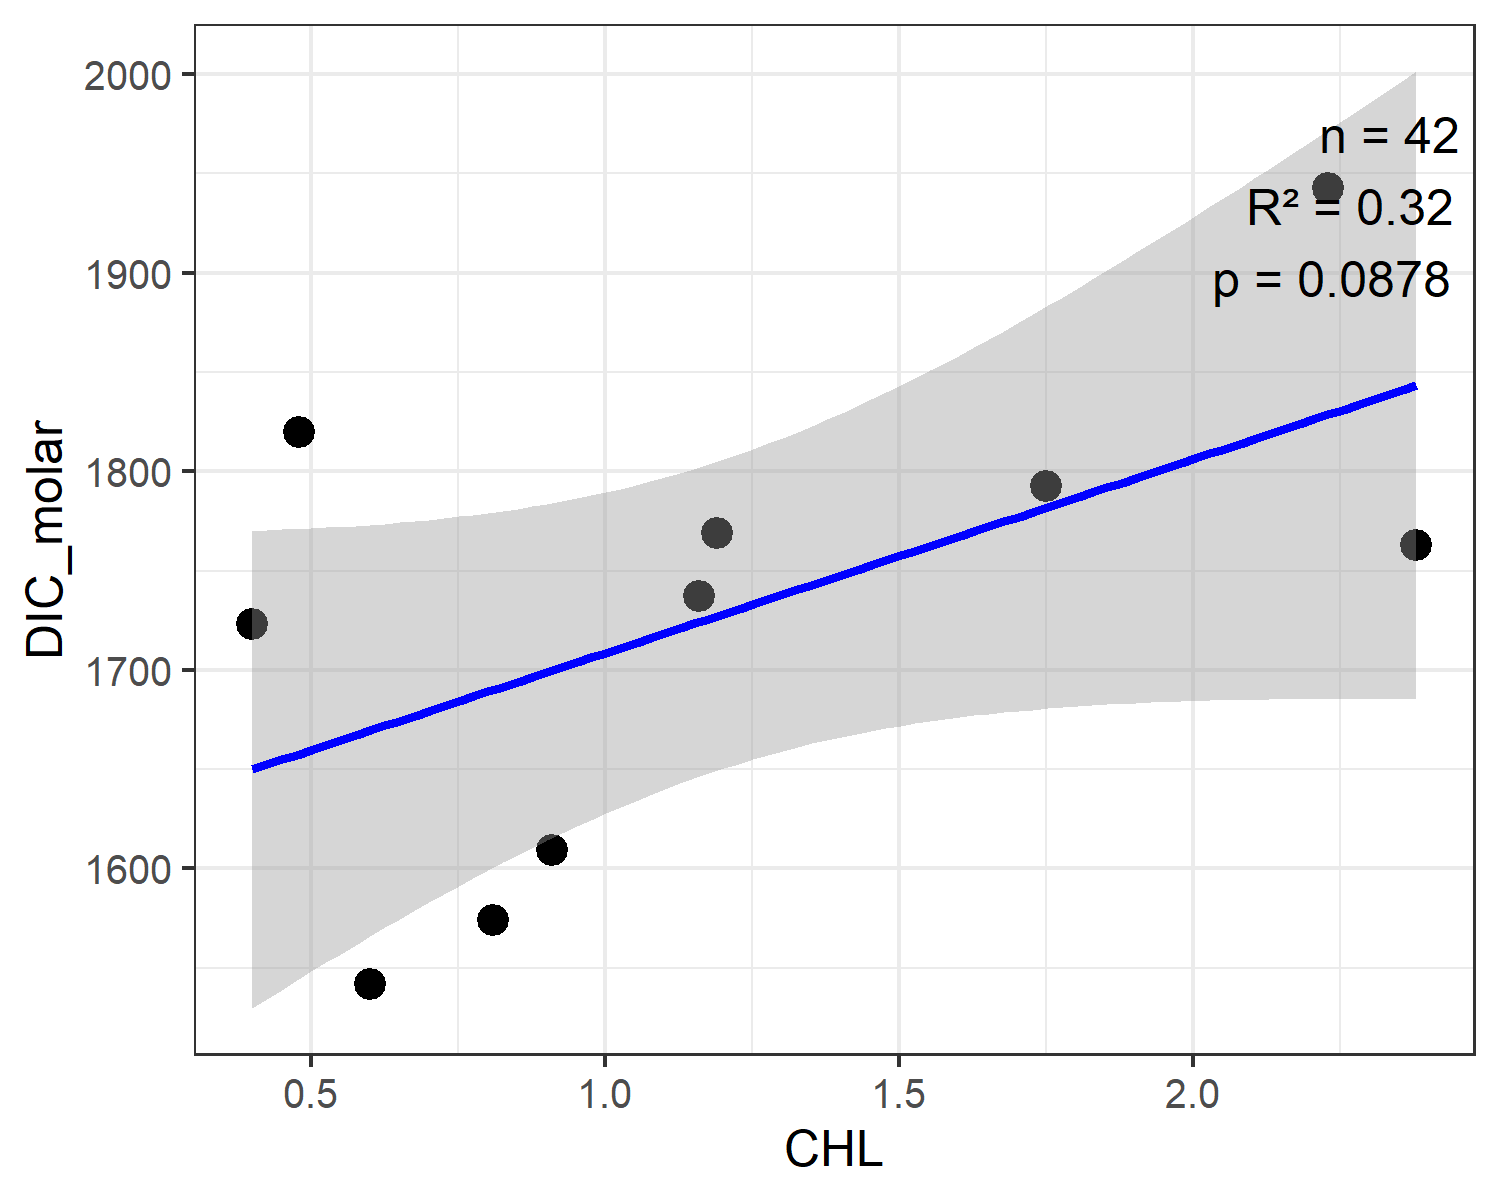 2000
1900
1800
1700
1600
DIC_molar
n = 42
R² = 0.32
p = 0.0878
0.5 1.0 1.5 2.0
CHL